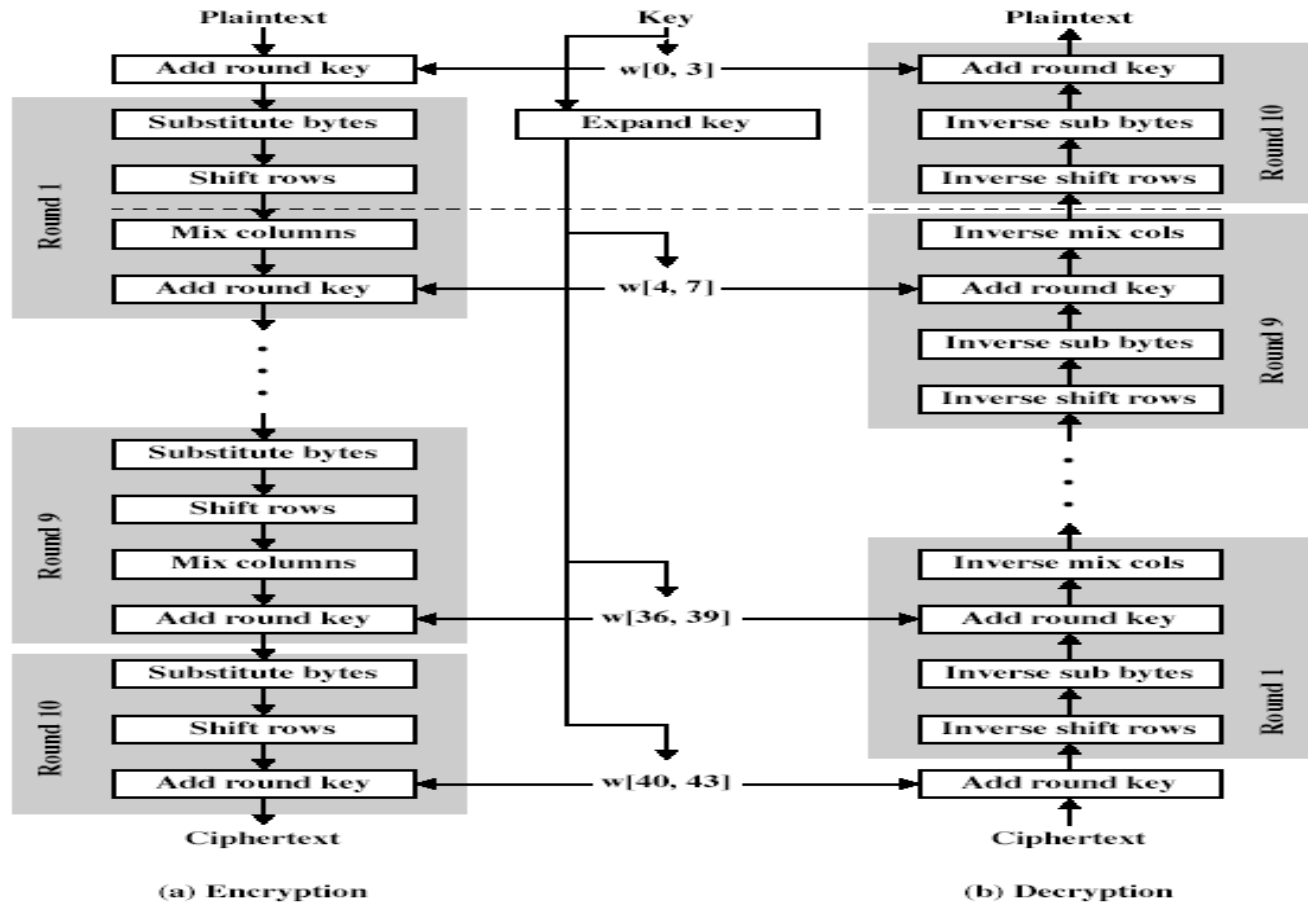 Plaintext
Add round key
Round 1
Substitute bytes
Shift rows
Mix columns
Add round key
Round 9
Substitute bytes
Shift rows
Mix columns
Add round key
Round 10
Substitute bytes
Shift rows
Add round key
Ciphertext
(a) Encryption
Key
w[0, 3]
Expand key
w[4, 7]
w[36, 39]
w[40, 43]
Plaintext
Add round key
Inverse sub bytes
Inverse shift rows
Round 10
Inverse mix cols
Add round key
Inverse sub bytes
Inverse shift rows
Round 9
Inverse mix cols
Add round key
Inverse sub bytes
Inverse shift rows
Round 1
Add round key
Ciphertext
(b) Decryption